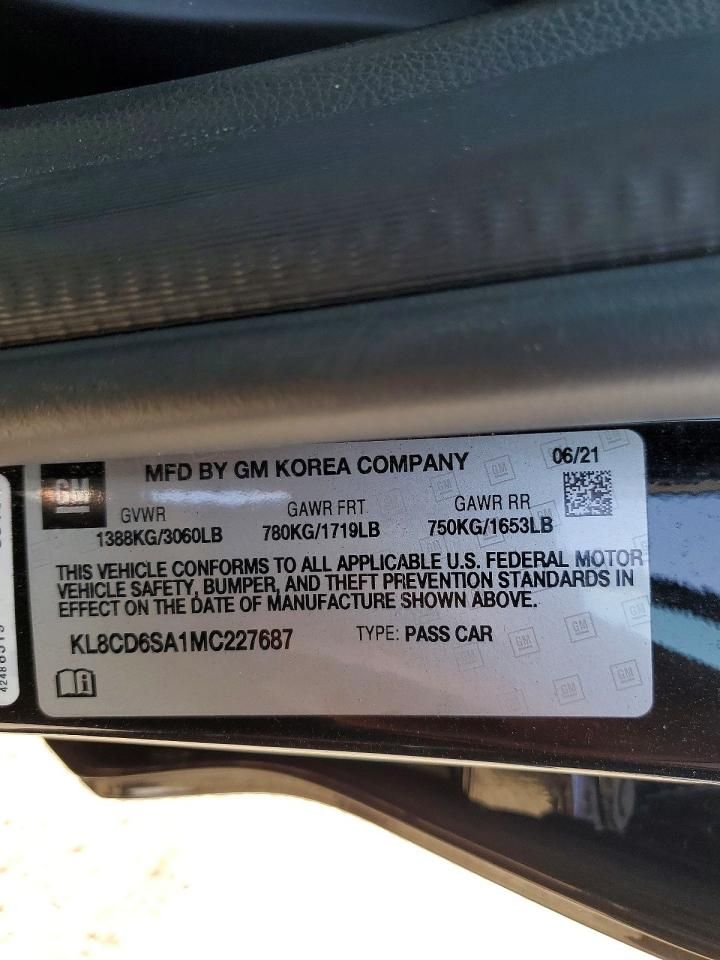 MFD BY GM KOREA COMPANY
06/21
GM
GVWR
GAWR FRT
GAWR RR
1388KG/3060LB
780KG/1719LB
750KG/1653LB
THIS VEHICLE CONFORMS TO ALL APPLICABLE U.S. FEDERAL MOTOR
VEHICLE SAFETY, BUMPER, AND THEFT PREVENTION STANDARDS IN
EFFECT ON THE DATE OF MANUFACTURE SHOWN ABOVE.
KL8CD6SA1MC227687
TYPE: PASS CAR